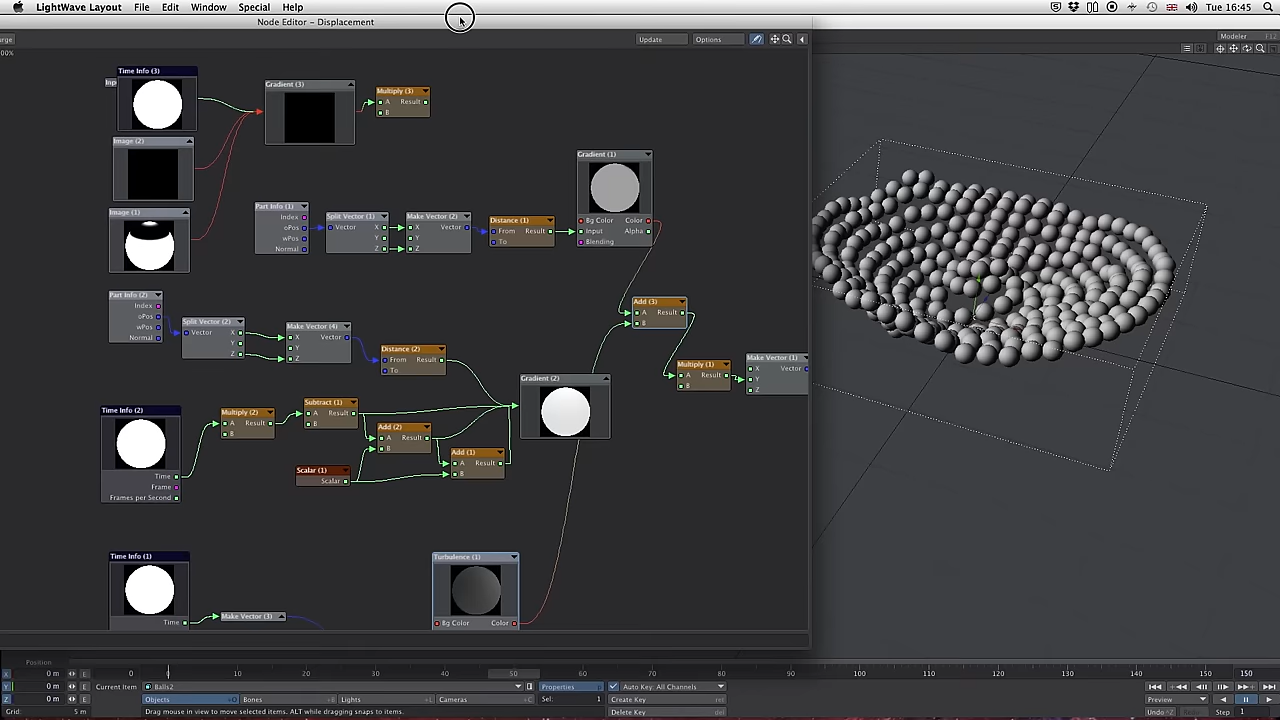 LightWave Layout File Edit Window Special Help Tue 16:45
Node Editor - Displacement
Modeler F12
Update Options
Time Info (3)
Gradient (3)
Multiply (3)
A Result
B
Image (2)
Gradient (1)
Bg Color Color
Input Alpha
Blending
Image (1)
Part Info (1)
Index
oPos
wPos
Normal
Split Vector (1)
Vector X
Y
Z
Make Vector (2)
X Vector
Y
Z
Distance (1)
From Result
To
Part Info (2)
Index
oPos
wPos
Normal
Split Vector (2)
Vector X
Y
Z
Make Vector (4)
X Vector
Y
Z
Distance (2)
From Result
To
Add (3)
A Result
B
Multiply (1)
A Result
B
Make Vector (1)
X Vector
Y
Z
Gradient (2)
Time Info (2)
Time
Frame
Frames per Second
Multiply (2)
A Result
B
Subtract (1)
A Result
B
Add (2)
A Result
B
Add (1)
A Result
B
Scalar (1)
Scalar
Time Info (1)
Time
Make Vector (3)
Turbulence (1)
Bg Color Color
Position
X 0 m E
Y 0 m E
Z 0 m E
0 10 20 30 40 50 60 70 80 90 100 110 120 130 140 150
150
Current Item Balls2 Properties Auto Key: All Channels
Objects Bones Lights Cameras Sel: 1 Create Key
Drag mouse in view to move selected items. ALT while dragging snaps to items. Delete Key
Grid: 5 m
Preview
Undo Step 1